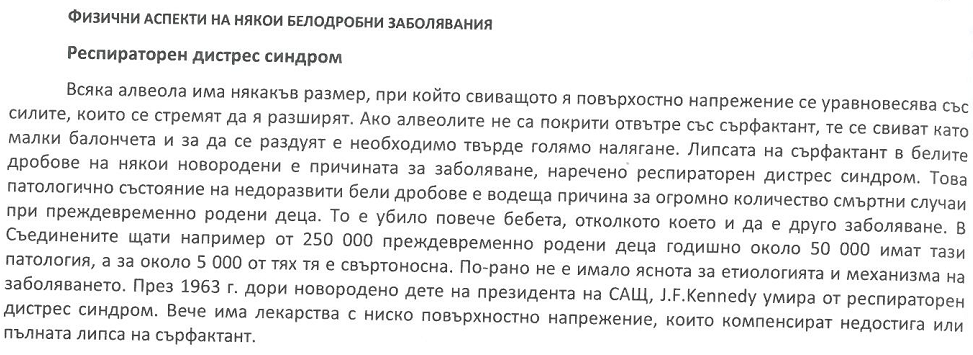 ФИЗИЧНИ АСПЕКТИ НА НЯКОИ БЕЛОДРОБНИ ЗАБОЛЯВАНИЯ
Респираторен дистрес синдром
Всяка алвеола има някакъв размер, при който свиващото я повърхостно напрежение се уравновесява със
силите, които се стремят да я разширят. Ако алвеолите не са покрити отвътре със сърфактант, те се свиват като
малки балончета и за да се раздуят е необходимо твърде голямо налягане. Липсата на сърфактант в белите
дробове на някои новородени е причината за заболяване, наречено респираторен дистрес синдром. Това
патологично състояние на недоразвити бели дробове е водеща причина за огромно количество смъртни случаи
при преждевременно родени деца. То е убило повече бебета, отколкото което и да е друго заболяване. В
Съединените щати например от 250 000 преждевременно родени деца годишно около 50 000 имат тази
патология, а за около 5 000 от тях тя е свъртоносна. По-рано не е имало яснота за етиологията и механизма на
заболяването. През 1963 г. дори новородено дете на президента на САЩ, J.F.Kennedy умира от респираторен
дистрес синдром. Вече има лекарства с ниско повърхностно напрежение, които компенсират недостига или
пълната липса на сърфактант.